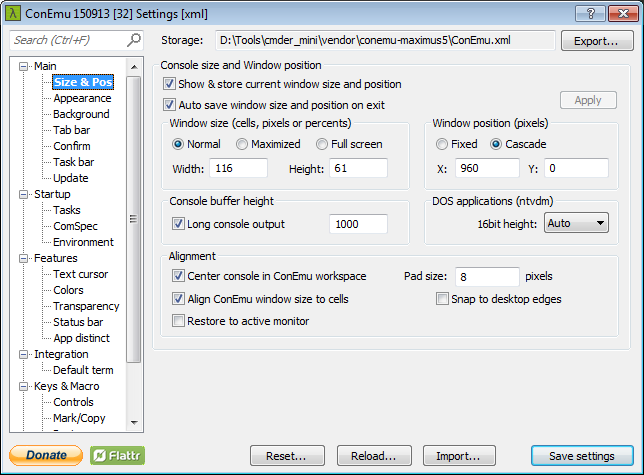 ConEmu 150913 [32] Settings [xml]
Search (Ctrl+F)
Storage: D:\Tools\cmder_mini\vendor\conemu-maximus5\ConEmu.xml Export...
Main
Size & Pos
Appearance
Background
Tab bar
Confirm
Task bar
Update
Startup
Tasks
ComSpec
Environment
Features
Text cursor
Colors
Transparency
Status bar
App distinct
Integration
Default term
Keys & Macro
Controls
Mark/Copy
Console size and Window position
Show & store current window size and position
Auto save window size and position on exit
Apply
Window size (cells, pixels or percents)
Normal Maximized Full screen
Width: 116 Height: 61
Window position (pixels)
Fixed Cascade
X: 960 Y: 0
Console buffer height
Long console output 1000
DOS applications (ntvdm)
16bit height: Auto
Alignment
Center console in ConEmu workspace Pad size: 8 pixels
Align ConEmu window size to cells Snap to desktop edges
Restore to active monitor
Donate Flattr Reset... Reload... Import... Save settings